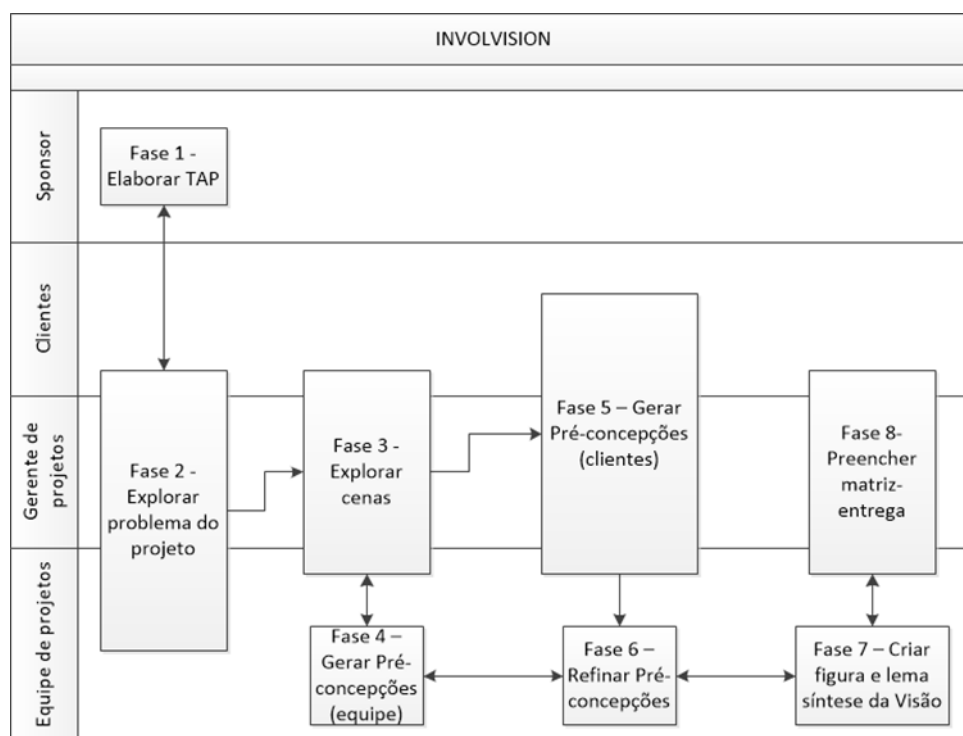 INVOLVISION
Sponsor
Fase 1 -
Elaborar TAP
Clientes
Gerente de
projetos
Equipe de projetos
Fase 2 -
Explorar
problema do
projeto
Fase 3 -
Explorar
cenas
Fase 5 – Gerar
Pré-concepções
(clientes)
Fase 8-
Preencher
matriz-
entrega
Fase 4 –
Gerar Pré-
concepções
(equipe)
Fase 6 –
Refinar Pré-
concepções
Fase 7 – Criar
figura e lema
síntese da Visão